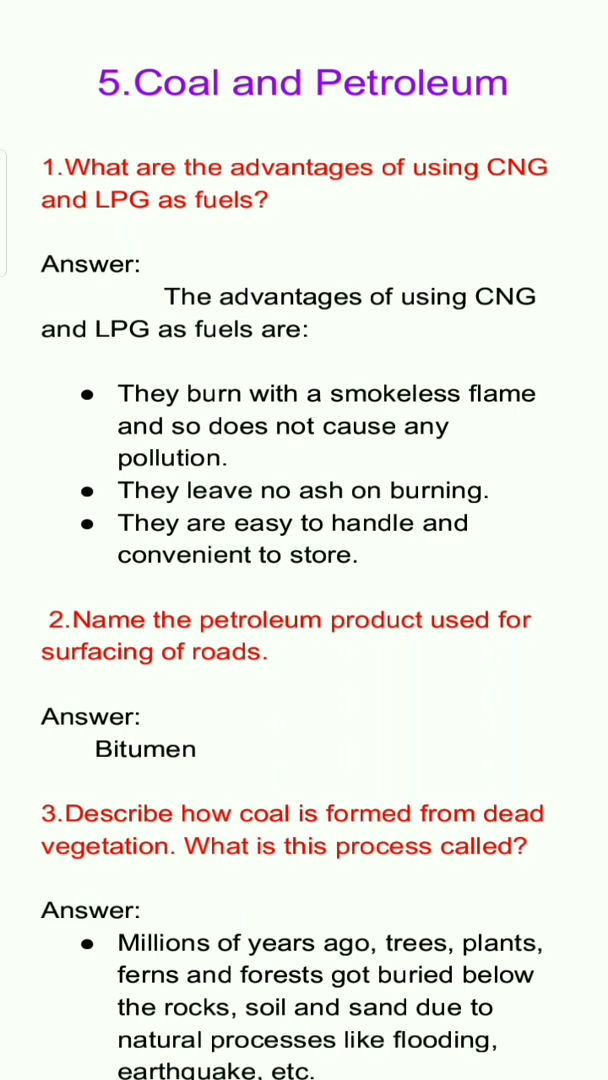 5.Coal and Petroleum
1.What are the advantages of using CNG
and LPG as fuels?
Answer:
The advantages of using CNG
and LPG as fuels are:
● They burn with a smokeless flame
and so does not cause any
pollution.
● They leave no ash on burning.
● They are easy to handle and
convenient to store.
2.Name the petroleum product used for
surfacing of roads.
Answer:
Bitumen
3.Describe how coal is formed from dead
vegetation. What is this process called?
Answer:
● Millions of years ago, trees, plants,
ferns and forests got buried below
the rocks, soil and sand due to
natural processes like flooding,
earthquake, etc.